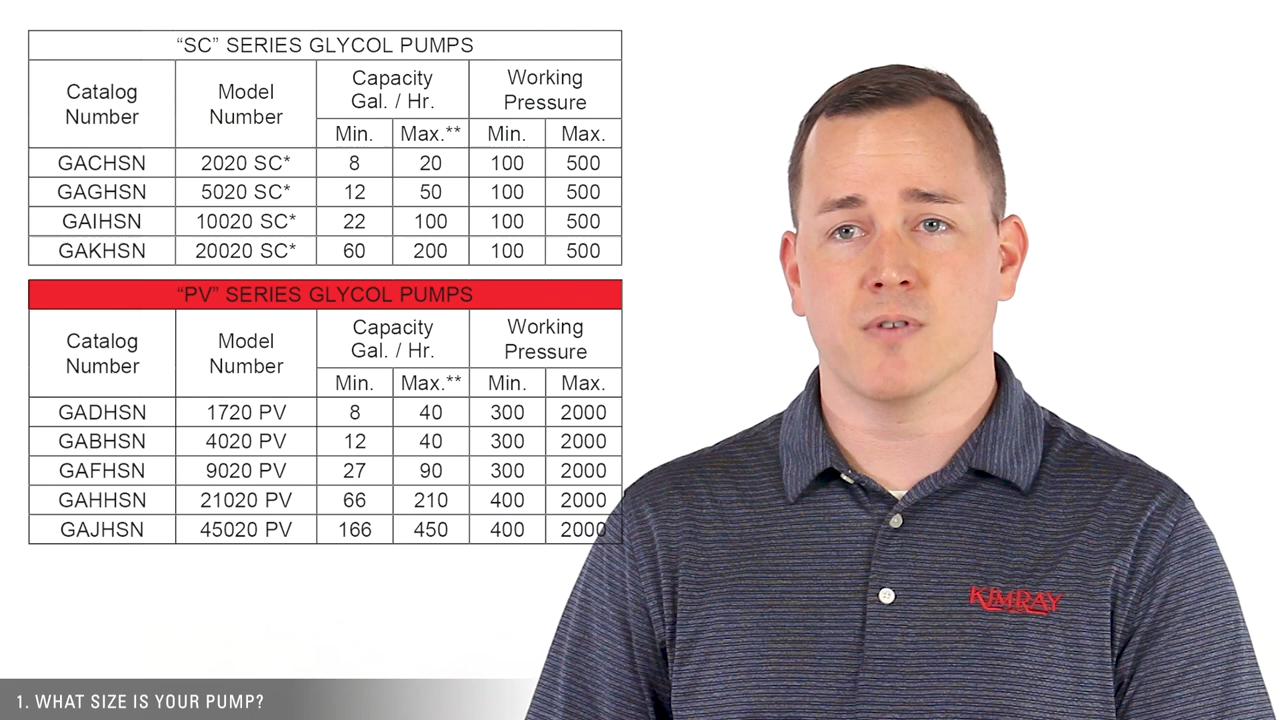 “SC” SERIES GLYCOL PUMPS
Catalog Number Model Number Capacity Gal. / Hr. Working Pressure
Min. Max.** Min. Max.
GACHSN 2020 SC* 8 20 100 500
GAGHSN 5020 SC* 12 50 100 500
GAIHSN 10020 SC* 22 100 100 500
GAKHSN 20020 SC* 60 200 100 500
“PV” SERIES GLYCOL PUMPS
Catalog Number Model Number Capacity Gal. / Hr. Working Pressure
Min. Max.** Min. Max.
GADHSN 1720 PV 8 40 300 2000
GABHSN 4020 PV 12 40 300 2000
GAFHSN 9020 PV 27 90 300 2000
GAHHSN 21020 PV 66 210 400 2000
GAJHSN 45020 PV 166 450 400 2000
KIMRAY
1. WHAT SIZE IS YOUR PUMP?